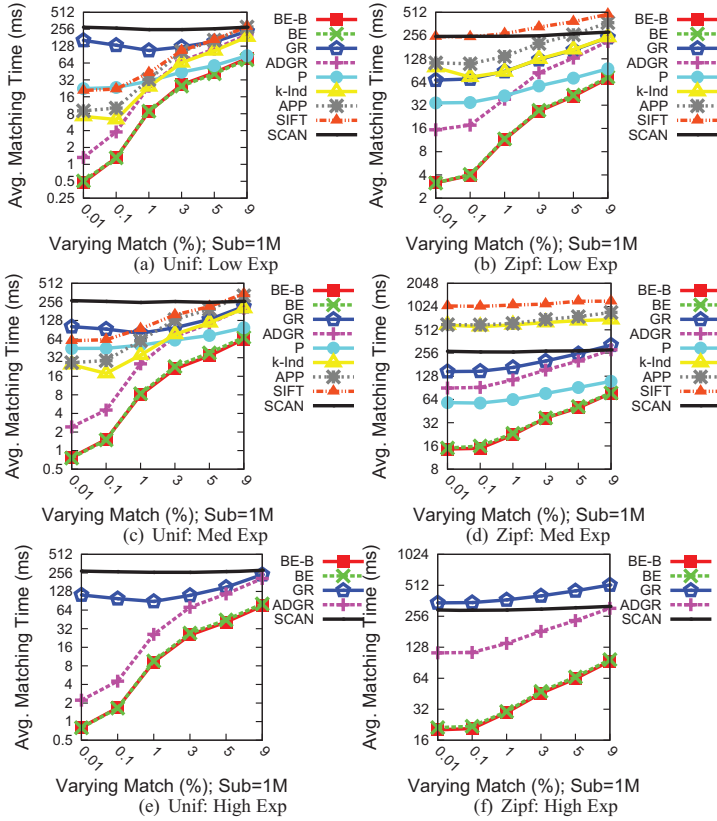 Avg. Matching Time (ms)
512
256
128
64
32
16
8
4
2
1
0.5
0.25
0.01
0.1
1
3
5
9
Varying Match (%); Sub=1M
BE-B
BE
GR
ADGR
P
k-Ind
APP
SIFT
SCAN
(a) Unif: Low Exp
Avg. Matching Time (ms)
512
256
128
64
32
16
8
4
2
0.01
0.1
1
3
5
9
Varying Match (%); Sub=1M
BE-B
BE
GR
ADGR
P
k-Ind
APP
SIFT
SCAN
(b) Zipf: Low Exp
Avg. Matching Time (ms)
512
256
128
64
32
16
8
4
2
1
0.5
0.01
0.1
1
3
5
9
Varying Match (%); Sub=1M
BE-B
BE
GR
ADGR
P
k-Ind
APP
SIFT
SCAN
(c) Unif: Med Exp
Avg. Matching Time (ms)
2048
1024
512
256
128
64
32
16
8
0.01
0.1
1
3
5
9
Varying Match (%); Sub=1M
BE-B
BE
GR
ADGR
P
k-Ind
APP
SIFT
SCAN
(d) Zipf: Med Exp
Avg. Matching Time (ms)
512
256
128
64
32
16
8
4
2
1
0.5
0.01
0.1
1
3
5
9
Varying Match (%); Sub=1M
BE-B
BE
GR
ADGR
SCAN
(e) Unif: High Exp
Avg. Matching Time (ms)
1024
512
256
128
64
32
16
0.01
0.1
1
3
5
9
Varying Match (%); Sub=1M
BE-B
BE
GR
ADGR
SCAN
(f) Zipf: High Exp